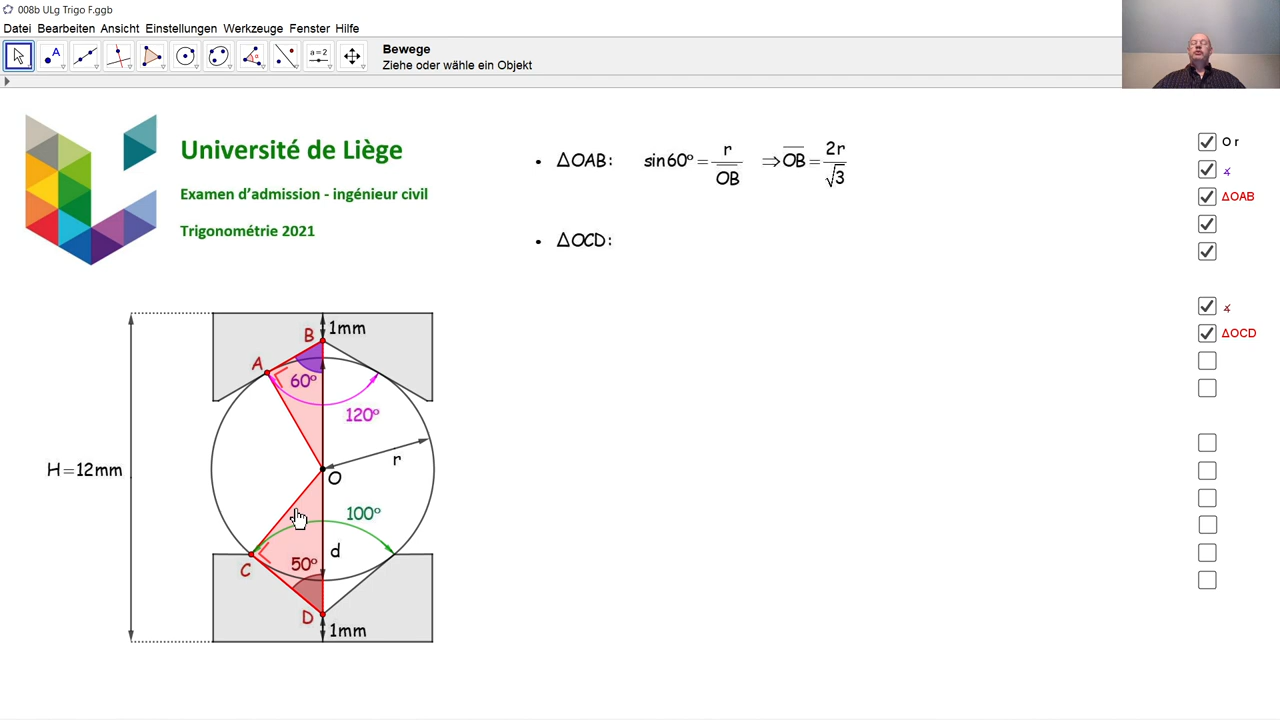 008b ULg Trigo F.ggb
Datei Bearbeiten Ansicht Einstellungen Werkzeuge Fenster Hilfe
A
a=2
Bewege
Ziehe oder wähle ein Objekt
Université de Liège
Examen d'admission - ingénieur civil
Trigonométrie 2021
• ΔOAB: sin60°=r/OB̅ ⇒OB̅=2r/√3
• ΔOCD:
O r
∡
ΔOAB
∡
ΔOCD
1mm
B
A
60°
120°
H=12mm
r
O
100°
d
50°
C
D
1mm